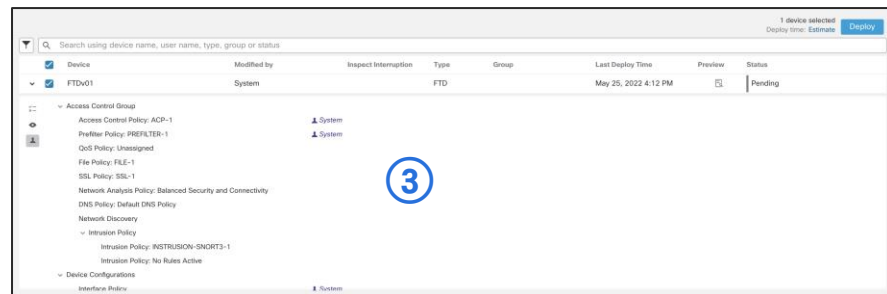 1 device selected
Deploy time: Estimate Deploy
Search using device name, user name, type, group or status
Device Modified by Inspect Interruption Type Group Last Deploy Time Preview Status
FTDv01 System FTD May 25, 2022 4:12 PM Pending
Access Control Group
Access Control Policy: ACP-1 System
Prefilter Policy: PREFILTER-1 System
QoS Policy: Unassigned
File Policy: FILE-1
SSL Policy: SSL-1
3
Network Analysis Policy: Balanced Security and Connectivity
DNS Policy: Default DNS Policy
Network Discovery
Intrusion Policy
Intrusion Policy: INSTRUSION-SNORT3-1
Intrusion Policy: No Rules Active
Device Configurations
Interface Policy System